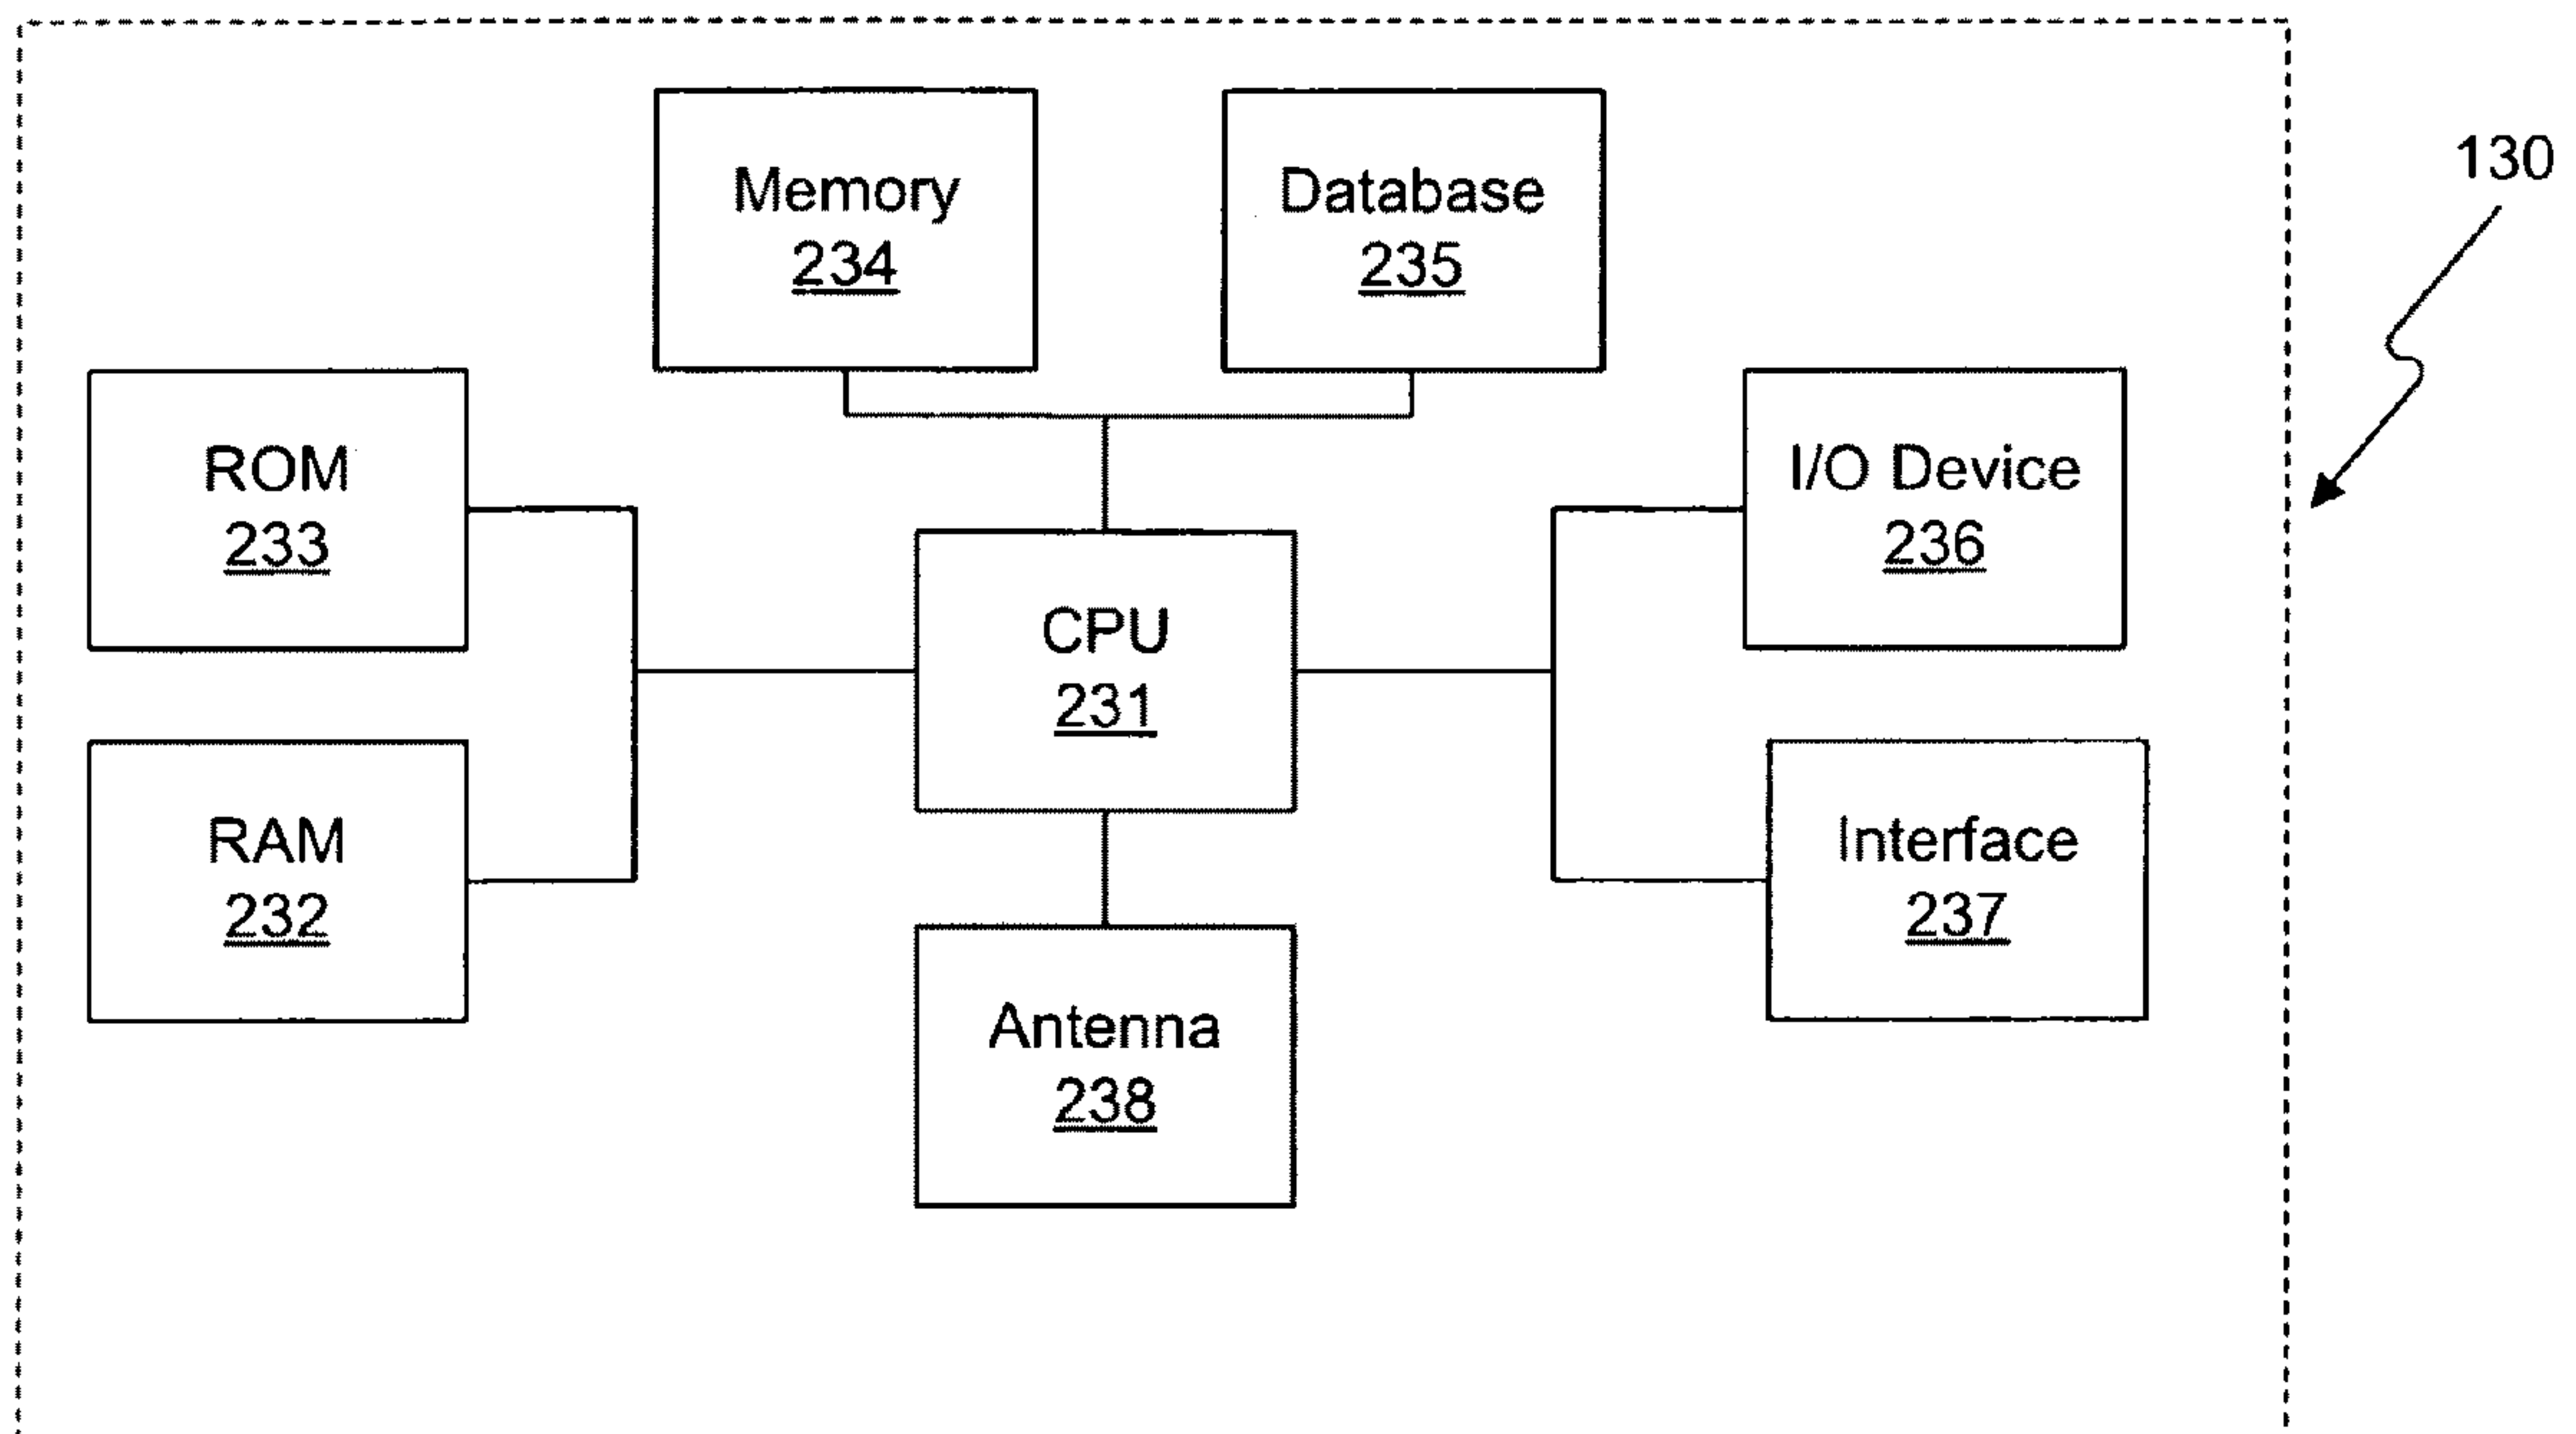 Memory
234
Database
235
130
ROM
233
I/O Device
236
CPU
231
RAM
232
Interface
237
Antenna
238